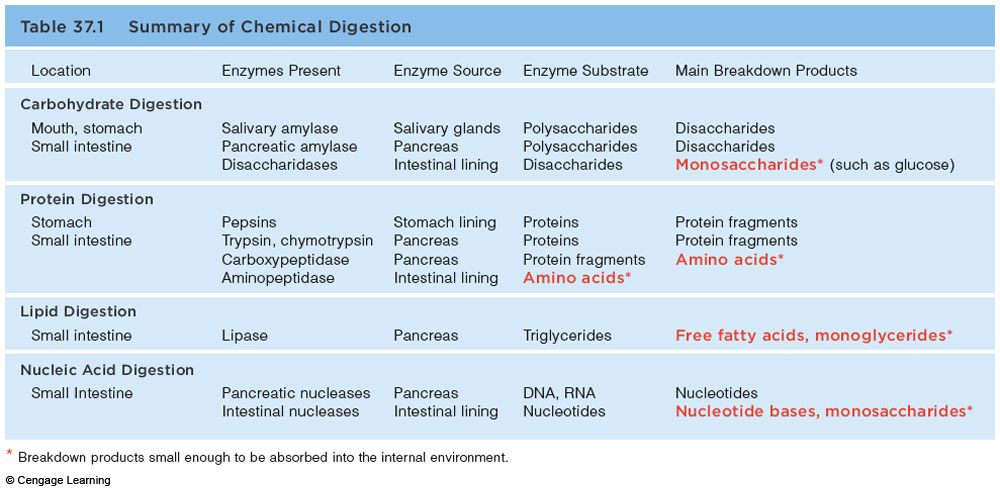 Table 37.1 Summary of Chemical Digestion
Location Enzymes Present Enzyme Source Enzyme Substrate Main Breakdown Products
Carbohydrate Digestion
Mouth, stomach Salivary amylase Salivary glands Polysaccharides Disaccharides
Small intestine Pancreatic amylase Pancreas Polysaccharides Disaccharides
Disaccharidases Intestinal lining Disaccharides Monosaccharides* (such as glucose)
Protein Digestion
Stomach Pepsins Stomach lining Proteins Protein fragments
Small intestine Trypsin, chymotrypsin Pancreas Proteins Protein fragments
Carboxypeptidase Pancreas Protein fragments Amino acids*
Aminopeptidase Intestinal lining Amino acids*
Lipid Digestion
Small intestine Lipase Pancreas Triglycerides Free fatty acids, monoglycerides*
Nucleic Acid Digestion
Small Intestine Pancreatic nucleases Pancreas DNA, RNA Nucleotides
Intestinal nucleases Intestinal lining Nucleotides Nucleotide bases, monosaccharides*
* Breakdown products small enough to be absorbed into the internal environment.
© Cengage Learning